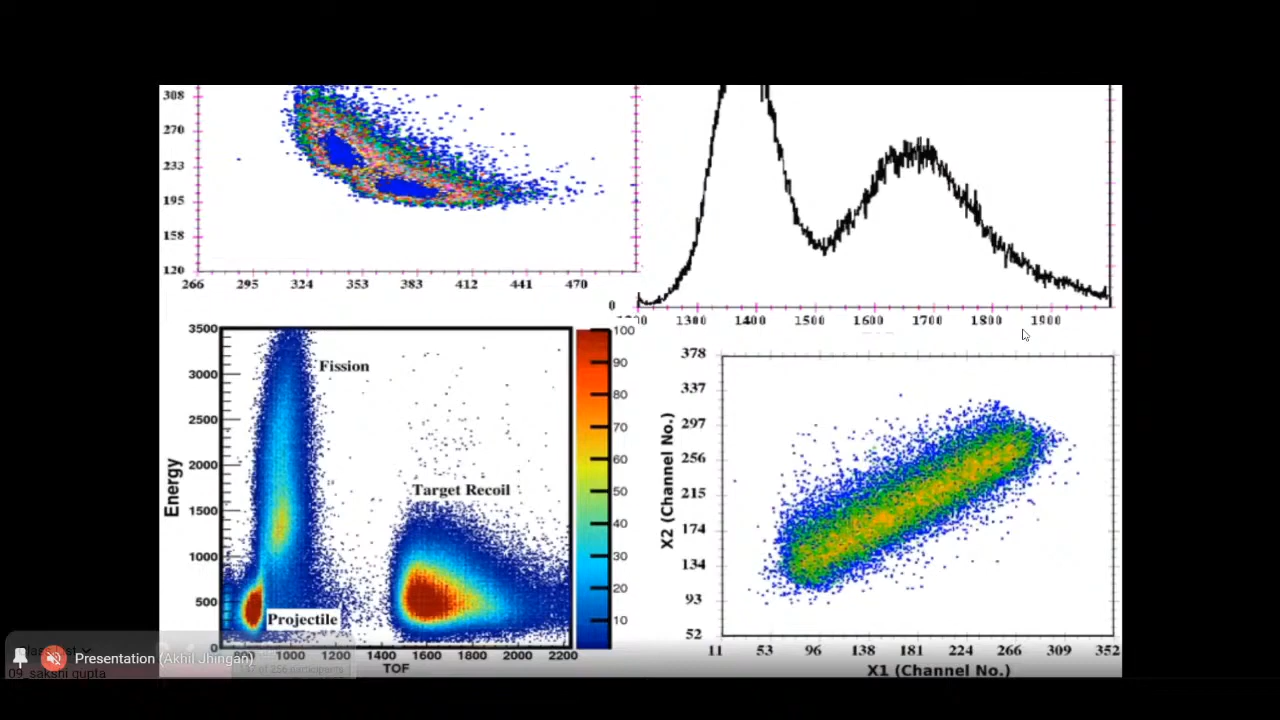 308
270
233
195
158
120
266 295 324 353 383 412 441 470
0
1300 1400 1500 1600 1700 1800 1900
3500
3000
2500
2000
1500
1000
500
0
Energy
Fission
Target Recoil
Projectile
1000 1200 1400 1600 1800 2000 2200
TOF
100
90
80
70
60
50
40
30
20
10
378
337
297
256
215
174
134
93
52
X2 (Channel No.)
11 53 96 138 181 224 266 309 352
X1 (Channel No.)
Presentation (Akhil Jhingan)
09_sakshi gupta